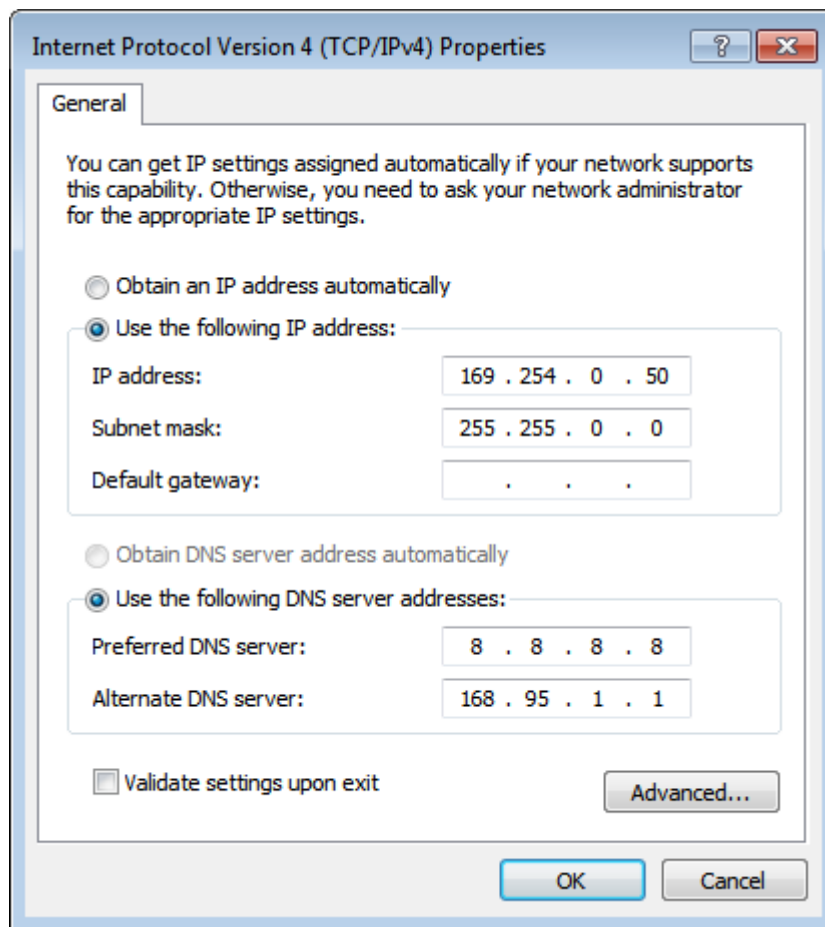 Internet Protocol Version 4 (TCP/IPv4) Properties
General
You can get IP settings assigned automatically if your network supports
this capability. Otherwise, you need to ask your network administrator
for the appropriate IP settings.
Obtain an IP address automatically
Use the following IP address:
IP address: 169 . 254 . 0 . 50
Subnet mask: 255 . 255 . 0 . 0
Default gateway: . . .
Obtain DNS server address automatically
Use the following DNS server addresses:
Preferred DNS server: 8 . 8 . 8 . 8
Alternate DNS server: 168 . 95 . 1 . 1
Validate settings upon exit
Advanced...
OK Cancel